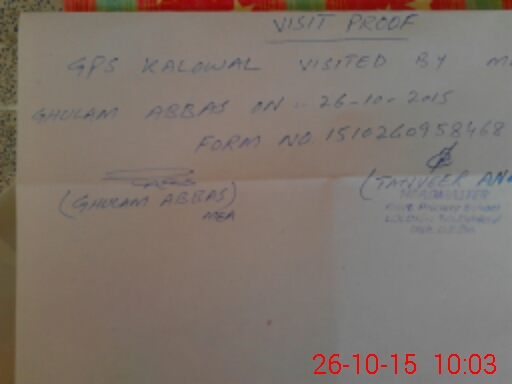 VISIT PROOF
GPS KALOWAL VISITED BY M
GHULAM ABBAS ON :- 26-10-2015
FORM NO. 1510260958468
(GHULAM ABBAS)
MEA
(TANVEER
HEADMASTER
26-10-15 10:03